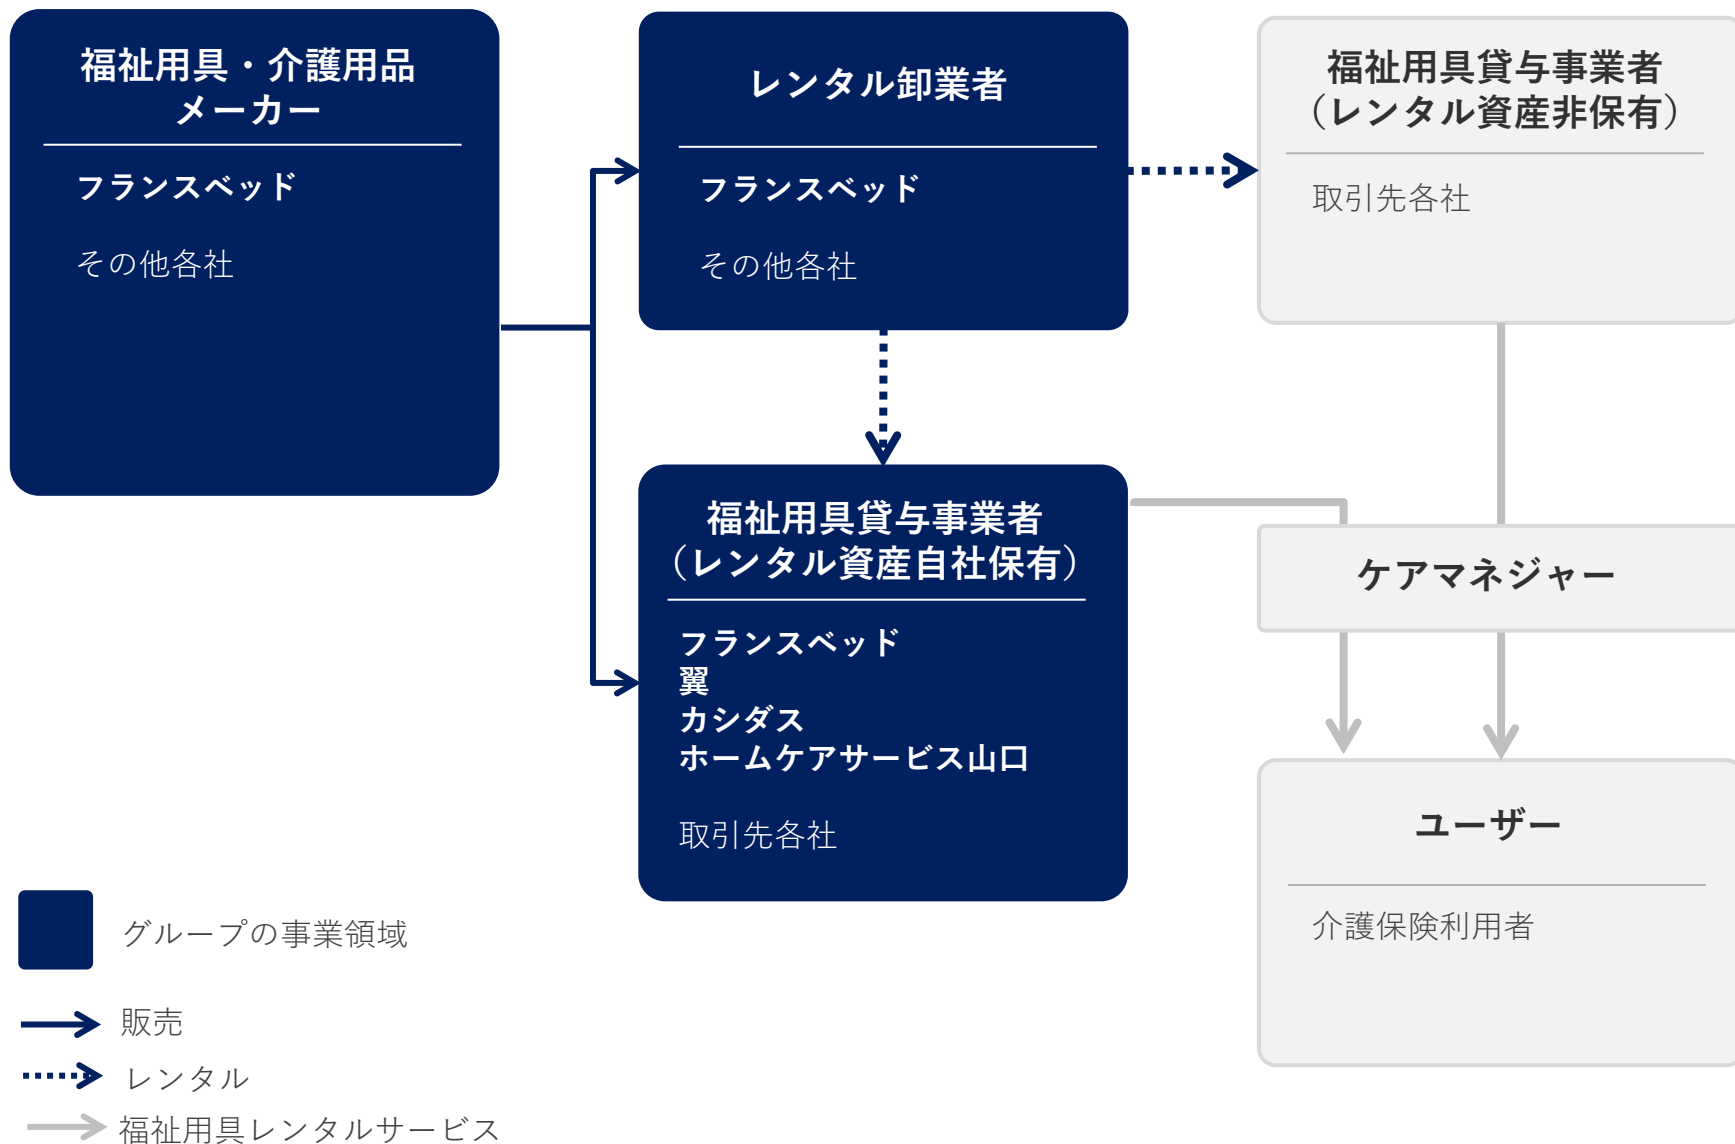 福祉用具・介護用品
メーカー
フランスベッド
その他各社
レンタル卸業者
フランスベッド
その他各社
福祉用具貸与事業者
（レンタル資産非保有）
取引先各社
福祉用具貸与事業者
（レンタル資産自社保有）
フランスベッド
翼
カシダス
ホームケアサービス山口
取引先各社
ケアマネジャー
ユーザー
介護保険利用者
グループの事業領域
販売
レンタル
福祉用具レンタルサービス